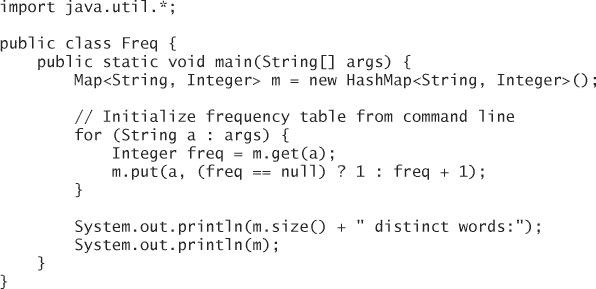 import java.util.*;

public class Freq {
    public static void main(String[] args) {
        Map<String, Integer> m = new HashMap<String, Integer>();

        // Initialize frequency table from command line
        for (String a : args) {
            Integer freq = m.get(a);
            m.put(a, (freq == null) ? 1 : freq + 1);
        }

        System.out.println(m.size() + " distinct words:");
        System.out.println(m);
    }
}